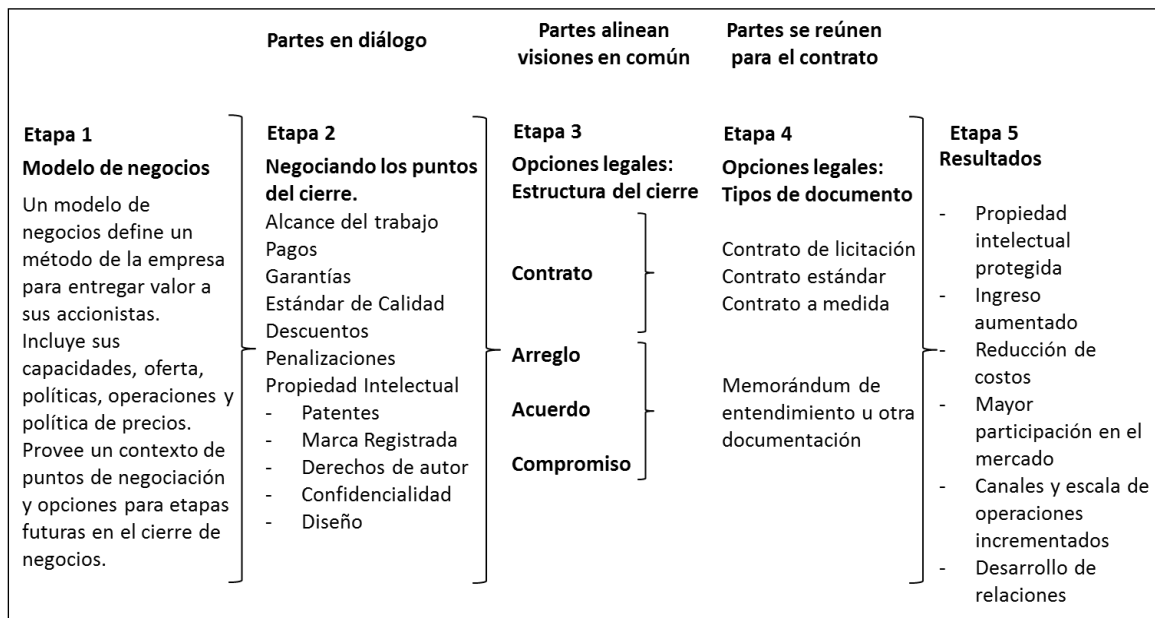 Partes en diálogo
Partes alinean
visiones en común
Partes se reúnen
para el contrato
Etapa 1
Modelo de negocios
Un modelo de
negocios define un
método de la empresa
para entregar valor a
sus accionistas.
Incluye sus
capacidades, oferta,
políticas, operaciones y
política de precios.
Provee un contexto de
puntos de negociación
y opciones para etapas
futuras en el cierre de
negocios.
Etapa 2
Negociando los puntos
del cierre.
Alcance del trabajo
Pagos
Garantías
Estándar de Calidad
Descuentos
Penalizaciones
Propiedad Intelectual
- Patentes
- Marca Registrada
- Derechos de autor
- Confidencialidad
- Diseño
Etapa 3
Opciones legales:
Estructura del cierre
Contrato
Arreglo
Acuerdo
Compromiso
Etapa 4
Opciones legales:
Tipos de documento
Contrato de licitación
Contrato estándar
Contrato a medida
Memorándum de
entendimiento u otra
documentación
Etapa 5
Resultados
- Propiedad
intelectual
protegida
- Ingreso
aumentado
- Reducción de
costos
- Mayor
participación en el
mercado
- Canales y escala de
operaciones
incrementados
- Desarrollo de
relaciones